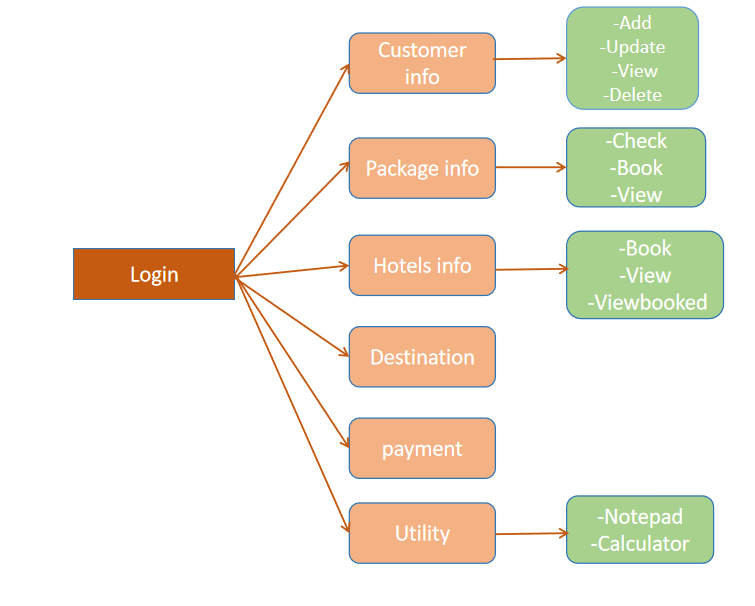 Login
Customer
info
-Add
-Update
-View
-Delete
Package info
-Check
-Book
-View
Hotels info
-Book
-View
-Viewbooked
Destination
payment
Utility
-Notepad
-Calculator